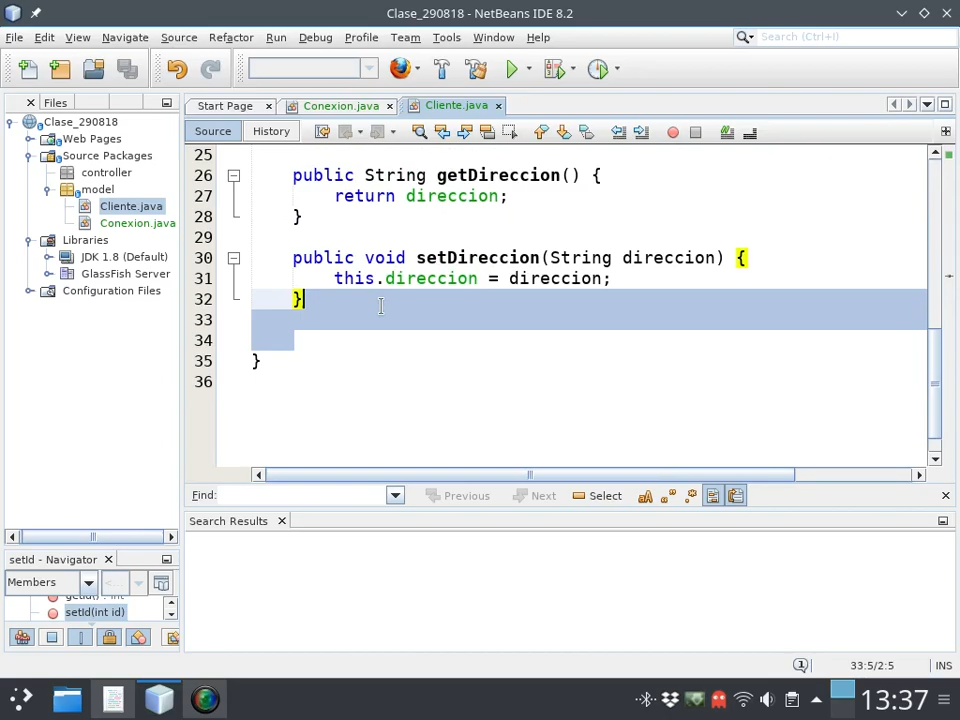 Clase_290818 - NetBeans IDE 8.2
File Edit View Navigate Source Refactor Run Debug Profile Team Tools Window Help
Search (Ctrl+I)
Files
Start Page Conexion.java Cliente.java
Clase_290818
Web Pages
Source Packages
controller
model
Cliente.java
Conexion.java
Libraries
JDK 1.8 (Default)
GlassFish Server
Configuration Files
Source History
25
26 public String getDireccion() {
27 return direccion;
28 }
29
30 public void setDireccion(String direccion) {
31 this.direccion = direccion;
32 }
33
34
35 }
36
Find: Previous Next Select
Search Results
setId - Navigator
Members
getId() : int
setId(int id)
1 33:5/2:5 INS
13:37